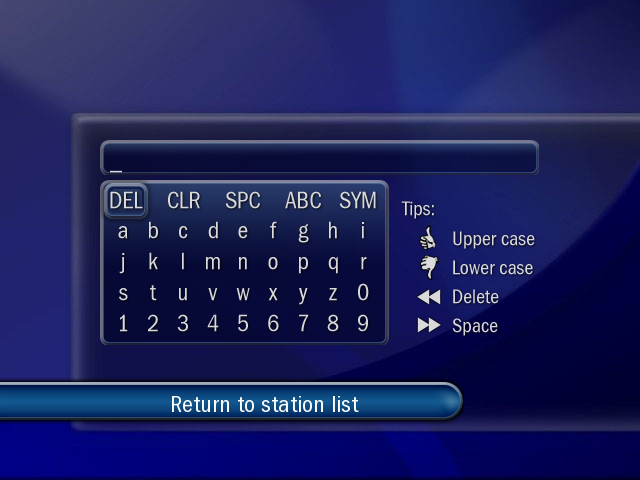 _
DEL CLR SPC ABC SYM
a b c d e f g h i
j k l m n o p q r
s t u v w x y z 0
1 2 3 4 5 6 7 8 9
Tips:
Upper case
Lower case
Delete
Space
Return to station list